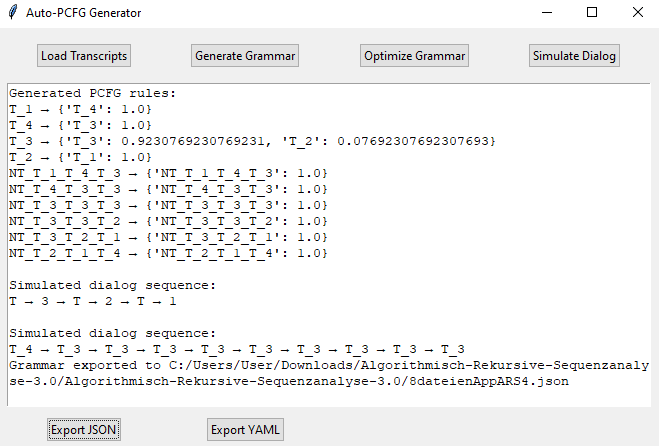 Auto-PCFG Generator
Load Transcripts Generate Grammar Optimize Grammar Simulate Dialog
Generated PCFG rules:
T_1 → {'T_4': 1.0}
T_4 → {'T_3': 1.0}
T_3 → {'T_3': 0.9230769230769231, 'T_2': 0.07692307692307693}
T_2 → {'T_1': 1.0}
NT_T_1_T_4_T_3 → {'NT_T_1_T_4_T_3': 1.0}
NT_T_4_T_3_T_3 → {'NT_T_4_T_3_T_3': 1.0}
NT_T_3_T_3_T_3 → {'NT_T_3_T_3_T_3': 1.0}
NT_T_3_T_3_T_2 → {'NT_T_3_T_3_T_2': 1.0}
NT_T_3_T_2_T_1 → {'NT_T_3_T_2_T_1': 1.0}
NT_T_2_T_1_T_4 → {'NT_T_2_T_1_T_4': 1.0}
Simulated dialog sequence:
T → 3 → T → 2 → T → 1
Simulated dialog sequence:
T_4 → T_3 → T_3 → T_3 → T_3 → T_3 → T_3 → T_3 → T_3 → T_3
Grammar exported to C:/Users/User/Downloads/Algorithmisch-Rekursive-Sequenzanaly
se-3.0/Algorithmisch-Rekursive-Sequenzanalyse-3.0/8dateienAppARS4.json
Export JSON Export YAML